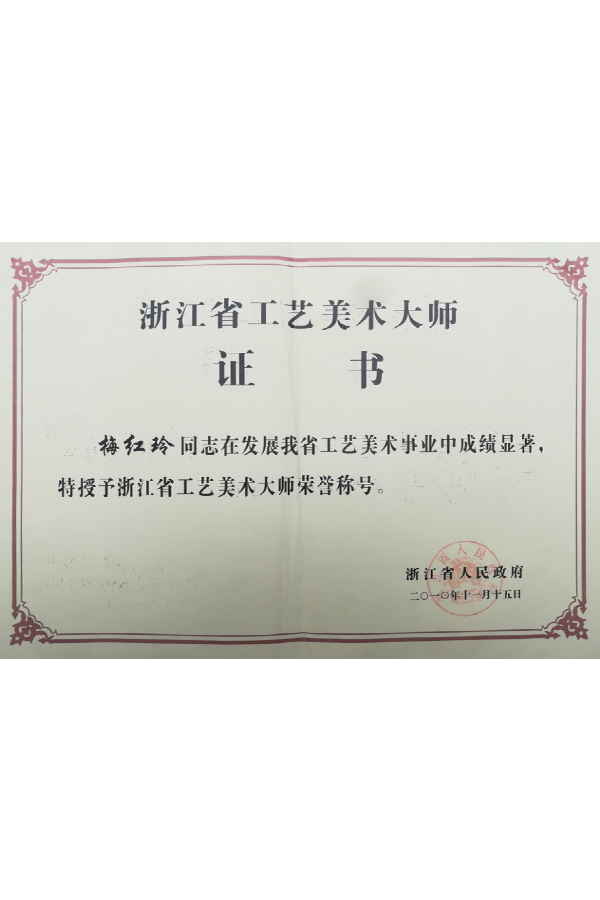 浙江省工艺美术大师
证 书
梅红玲同志在发展我省工艺美术事业中成绩显著，
特授予浙江省工艺美术大师荣誉称号。
浙江省人民政府
二〇一〇年十一月十五日